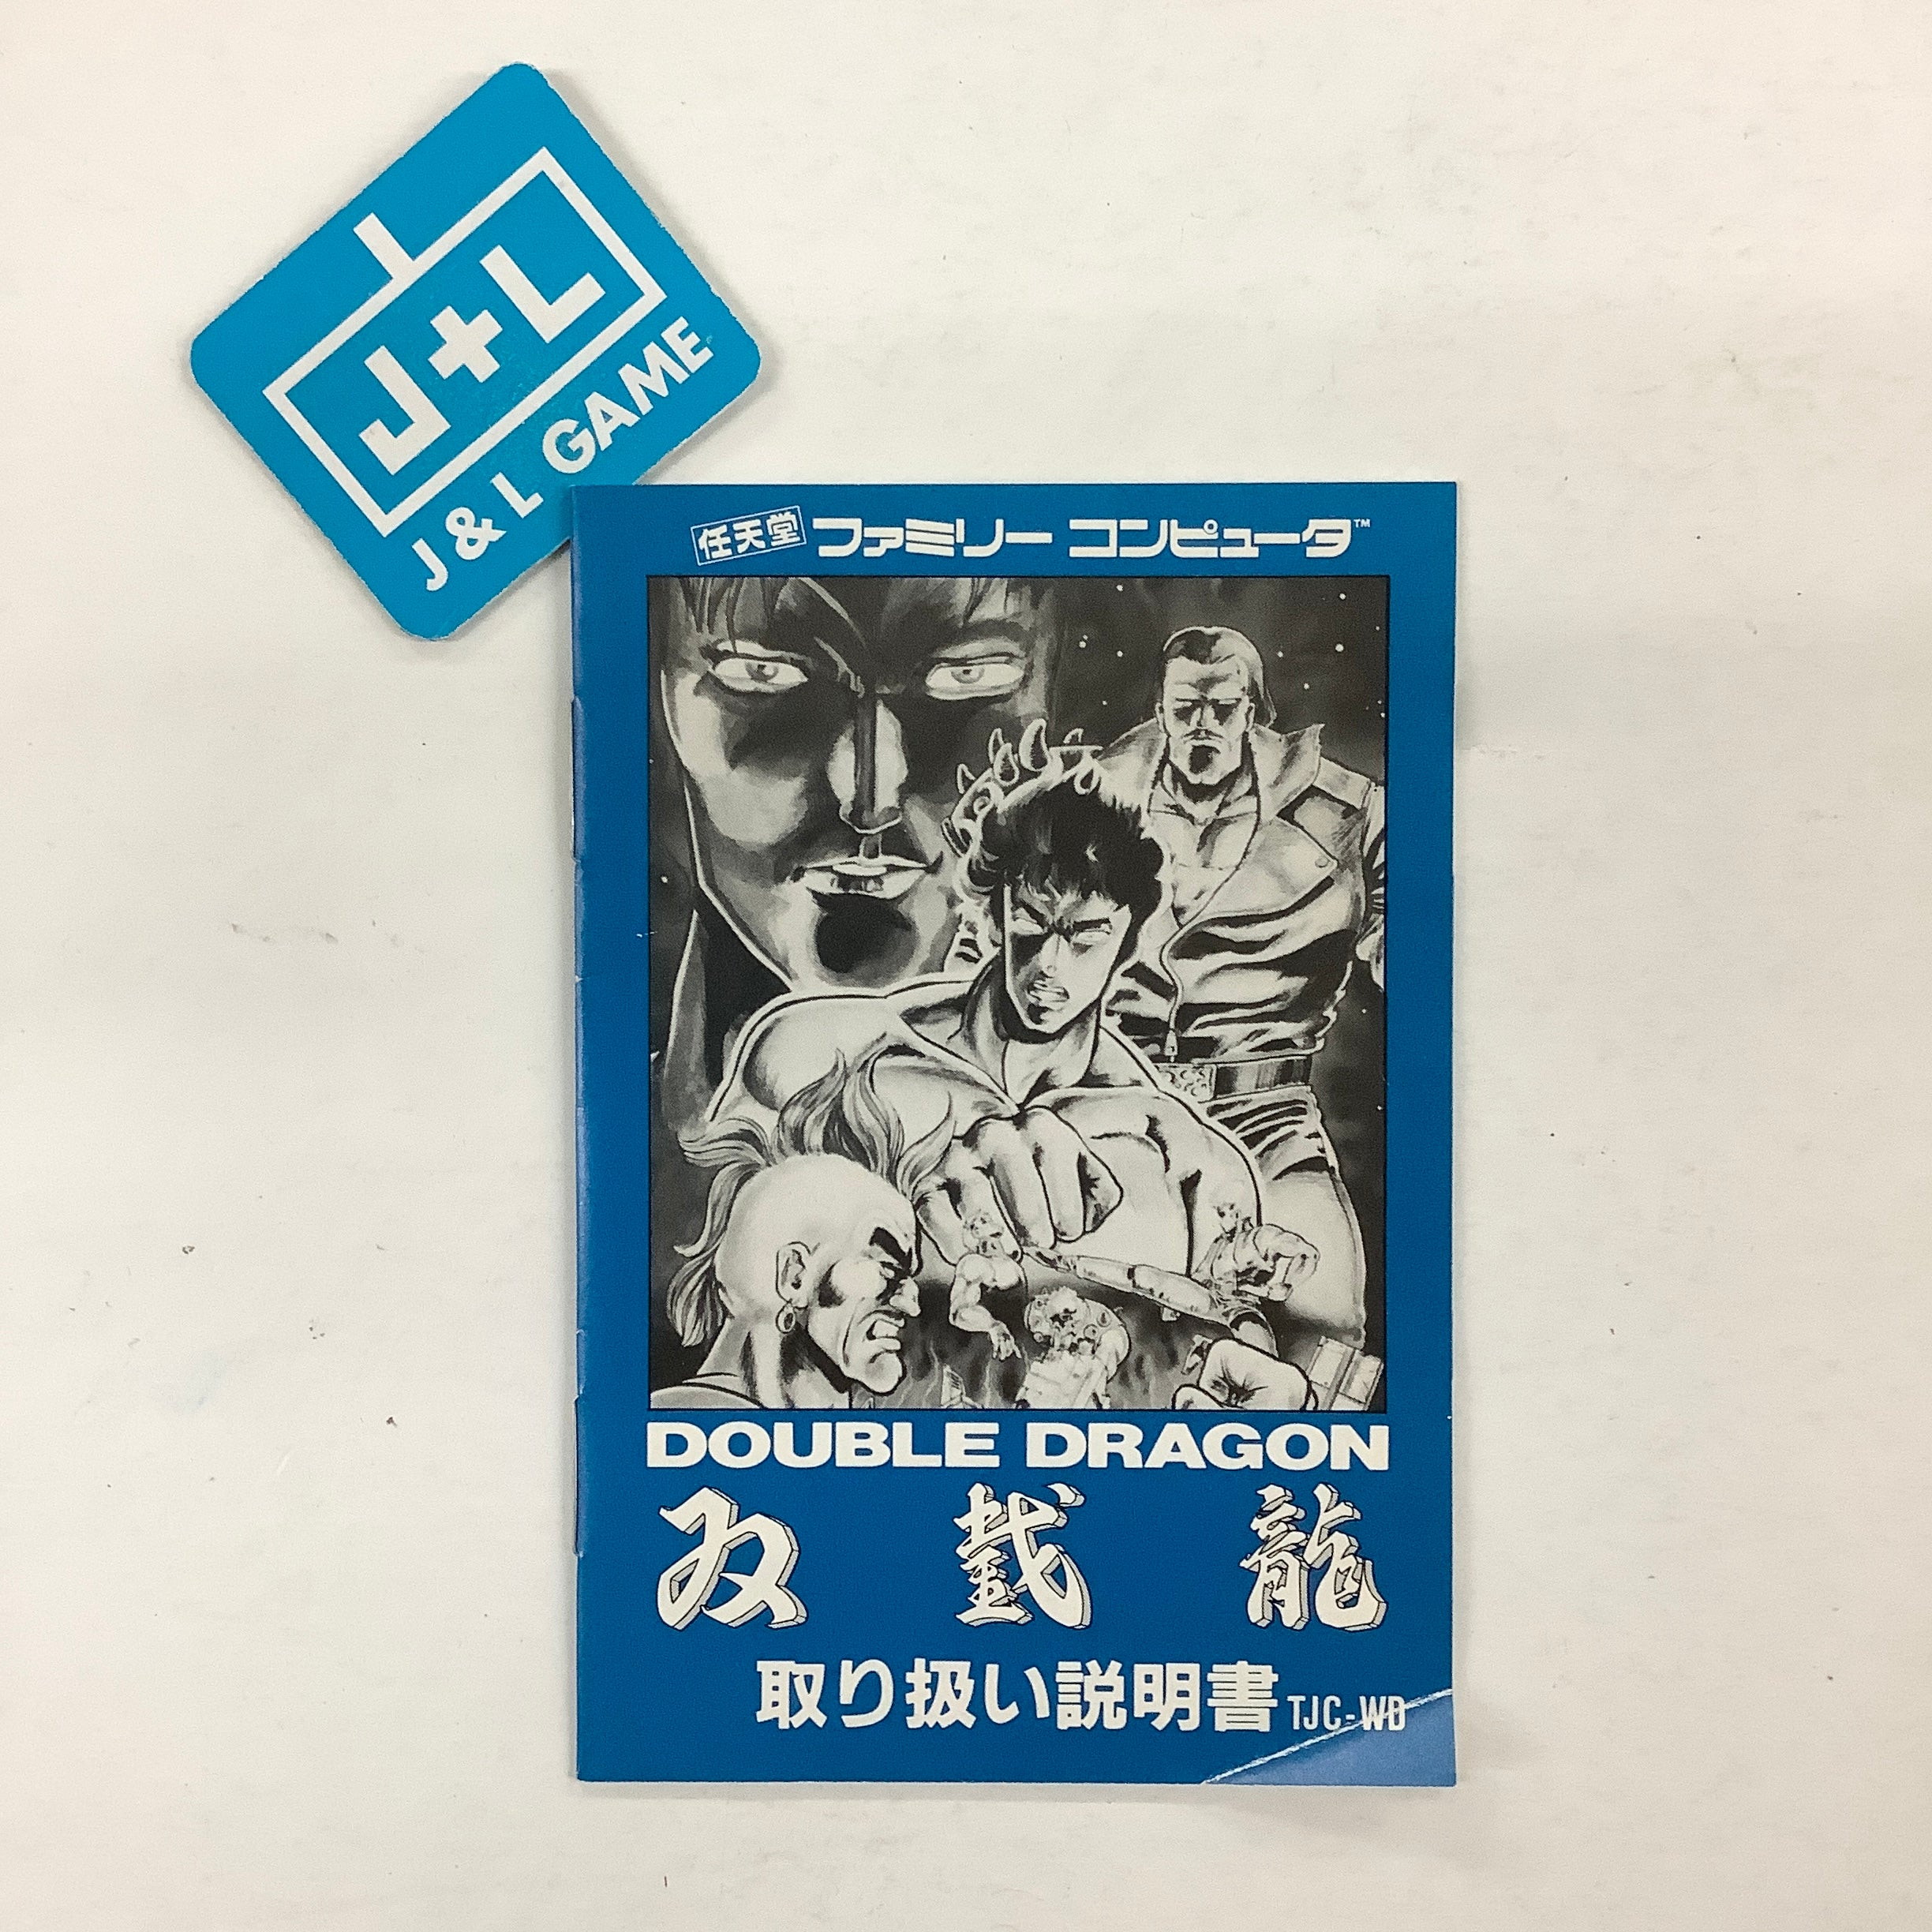 J+L
J & L GAME
任天堂 ファミリー コンピュータ™
DOUBLE DRAGON
双截龍
取り扱い説明書 TJC-WD